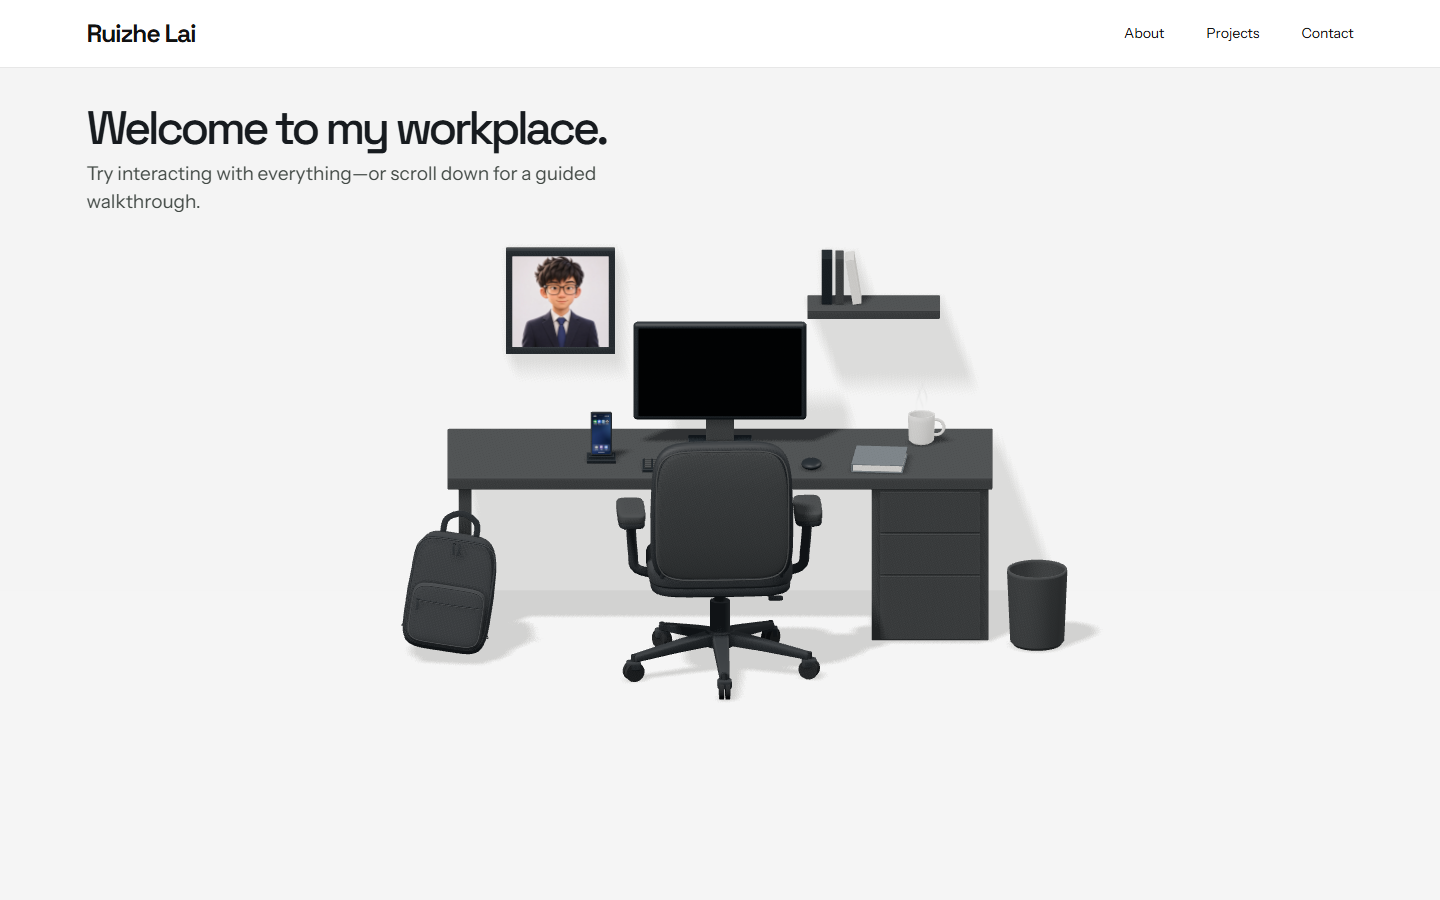 Ruizhe Lai
About
Projects
Contact
Welcome to my workplace.
Try interacting with everything—or scroll down for a guided
walkthrough.